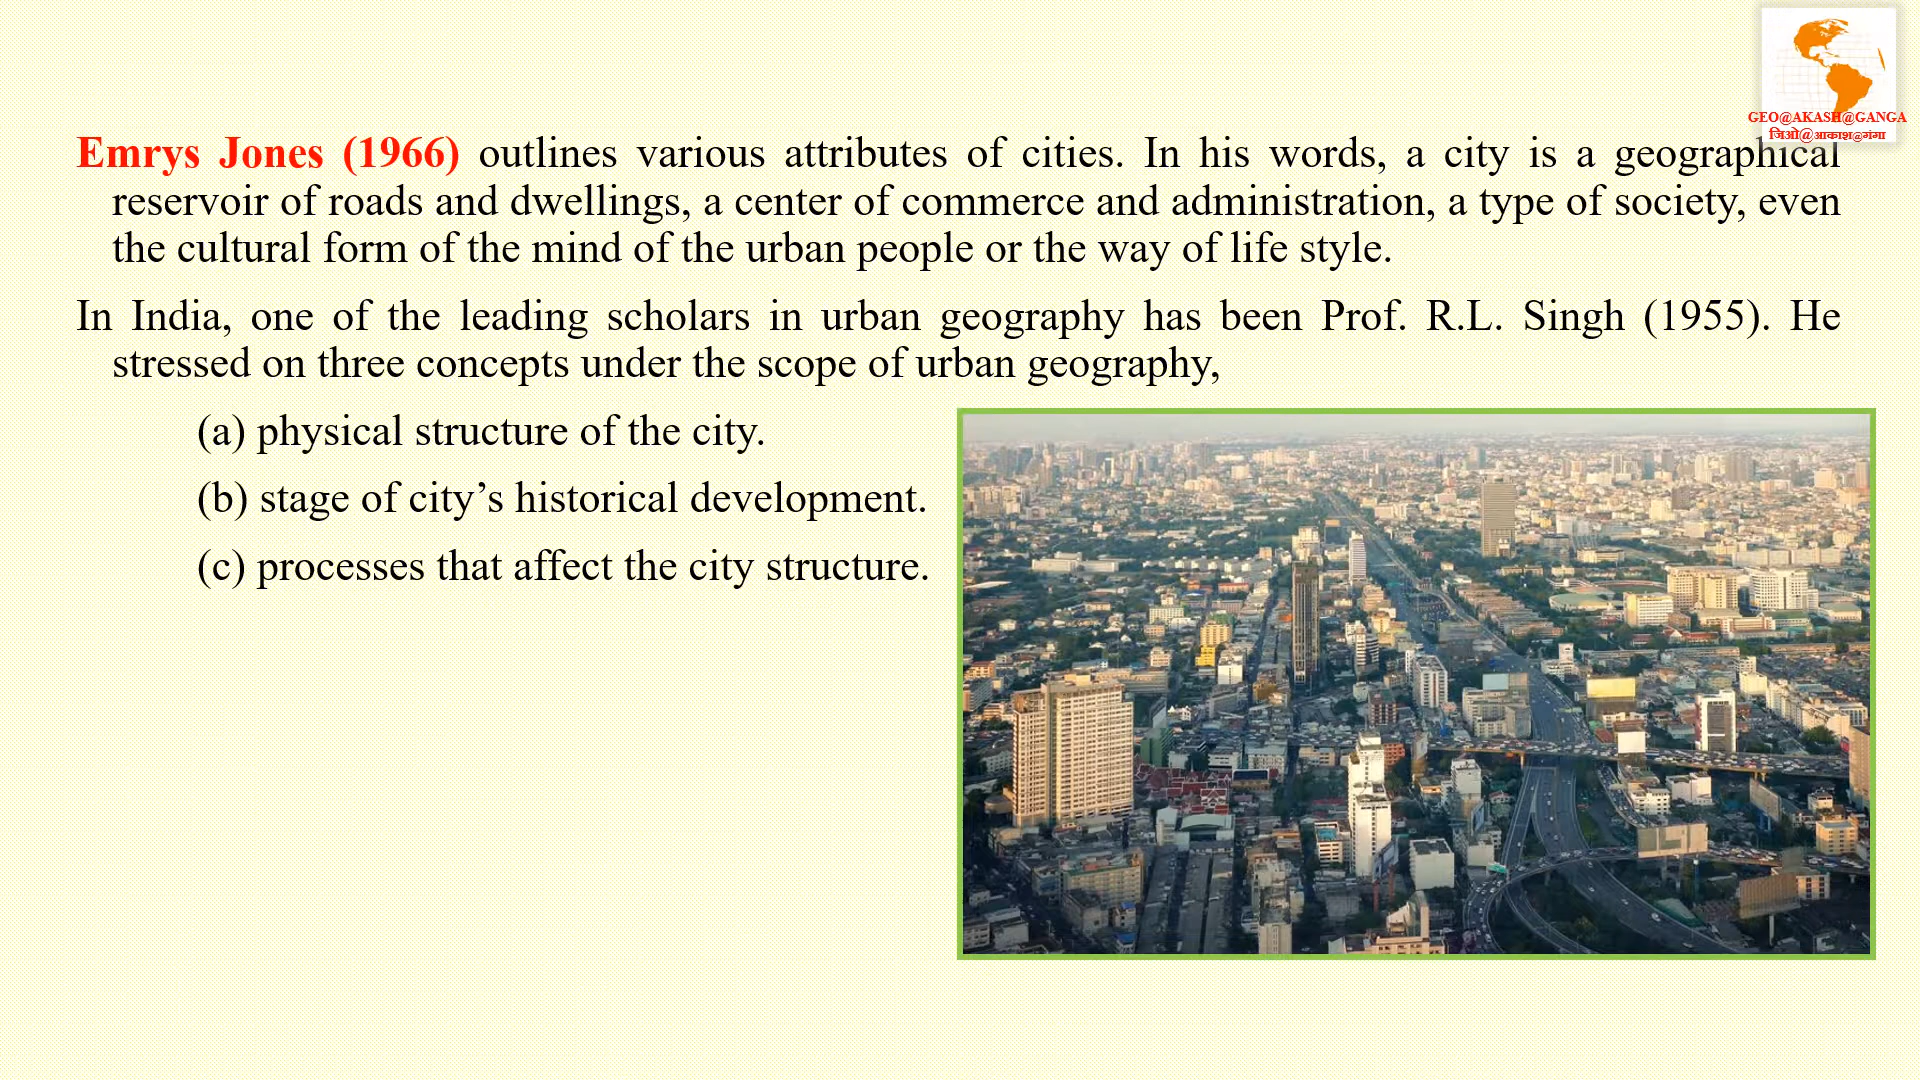 GEO@AKASH@GANGA
जिओ@आकाश@गंगा
Emrys Jones (1966) outlines various attributes of cities. In his words, a city is a geographical
reservoir of roads and dwellings, a center of commerce and administration, a type of society, even
the cultural form of the mind of the urban people or the way of life style.
In India, one of the leading scholars in urban geography has been Prof. R.L. Singh (1955). He
stressed on three concepts under the scope of urban geography,
(a) physical structure of the city.
(b) stage of city’s historical development.
(c) processes that affect the city structure.